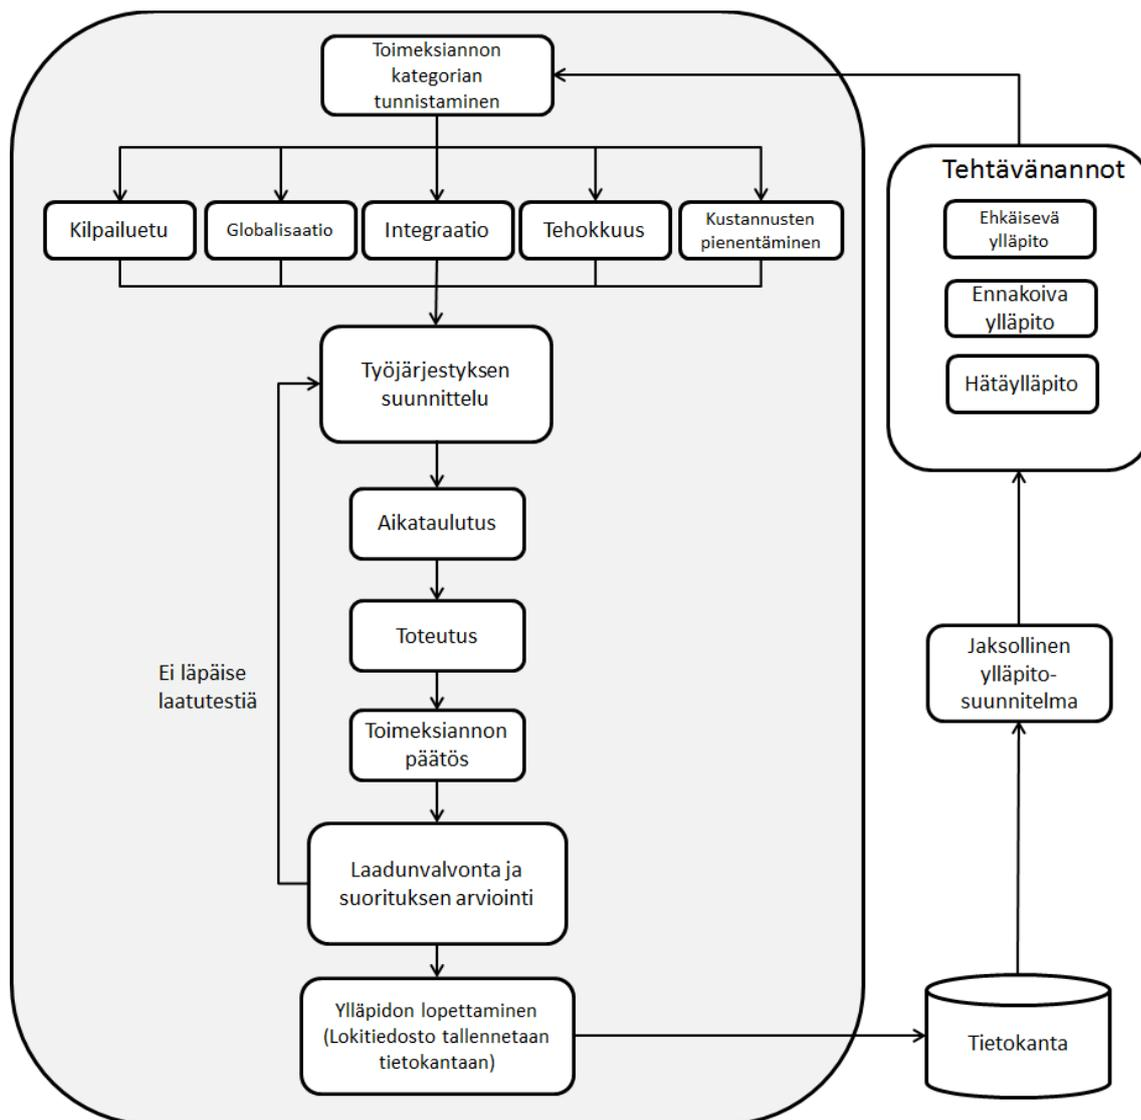 Toimeksiannon
kategorian
tunnistaminen
Kilpailuetu
Globalisaatio
Integraatio
Tehokkuus
Kustannusten
pienentäminen
Työjärjestyksen
suunnittelu
Aikataulutus
Toteutus
Toimeksiannon
päätös
Laadunvalvonta ja
suorituksen arviointi
Ei läpäise
laatutestiä
Ylläpidon lopettaminen
(Lokitiedosto tallennetaan
tietokantaan)
Tehtävänannot
Ehkäisevä
ylläpito
Ennakoiva
ylläpito
Hätäylläpito
Jaksollinen
ylläpito-
suunnitelma
Tietokanta